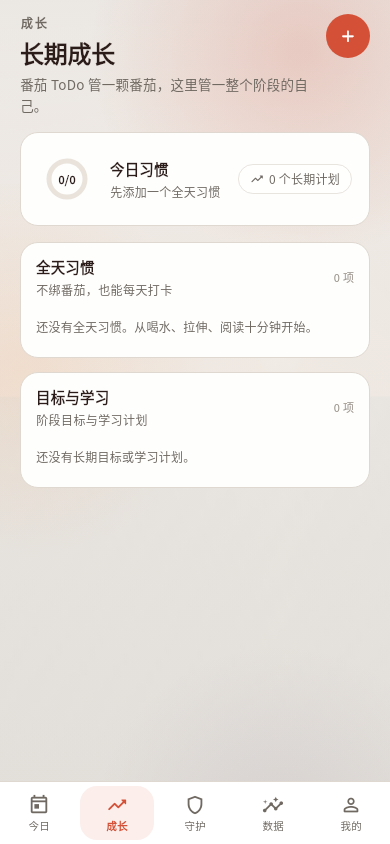 成长
长期成长
番茄 ToDo 管一颗番茄，这里管一整个阶段的自
己。
0/0
今日习惯
先添加一个全天习惯
0 个长期计划
全天习惯
不绑番茄，也能每天打卡
0 项
还没有全天习惯。从喝水、拉伸、阅读十分钟开始。
目标与学习
阶段目标与学习计划
0 项
还没有长期目标或学习计划。
今日
成长
守护
数据
我的